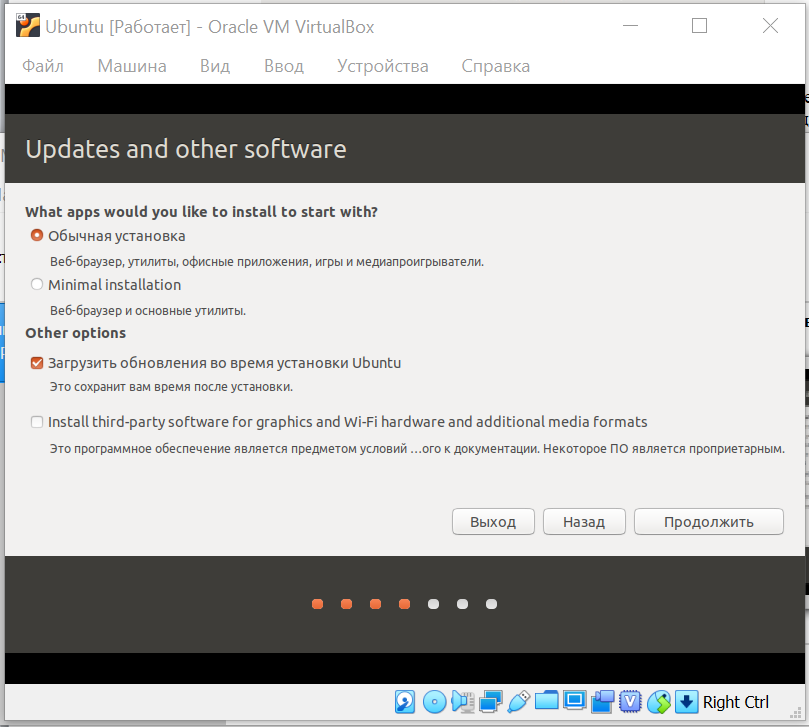 64
Ubuntu [Работает] - Oracle VM VirtualBox
Файл Машина Вид Ввод Устройства Справка
Updates and other software
What apps would you like to install to start with?
Обычная установка
Веб-браузер, утилиты, офисные приложения, игры и медиапроигрыватели.
Minimal installation
Веб-браузер и основные утилиты.
Other options
Загрузить обновления во время установки Ubuntu
Это сохранит вам время после установки.
Install third-party software for graphics and Wi-Fi hardware and additional media formats
Это программное обеспечение является предметом условий …ого к документации. Некоторое ПО является проприетарным.
Выход Назад Продолжить
Right Ctrl